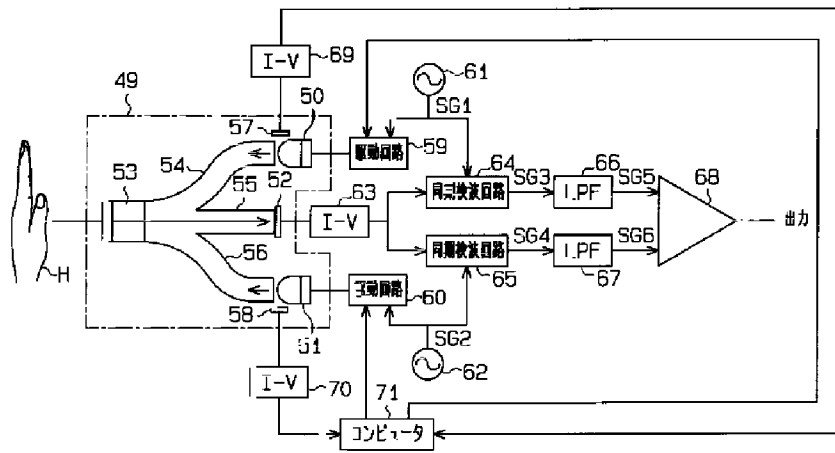 I-V
69
61
49
50
SG1
57
54
駆動回路
59
53
52
55
64
66
63
SG3
SG5
68
同期検波回路
LPF
I-V
出力
56
同期検波回路
SG4
LPF
SG6
65
67
駆動回路
60
H
58
51
SG2
62
I-V
70
71
コンピュータ